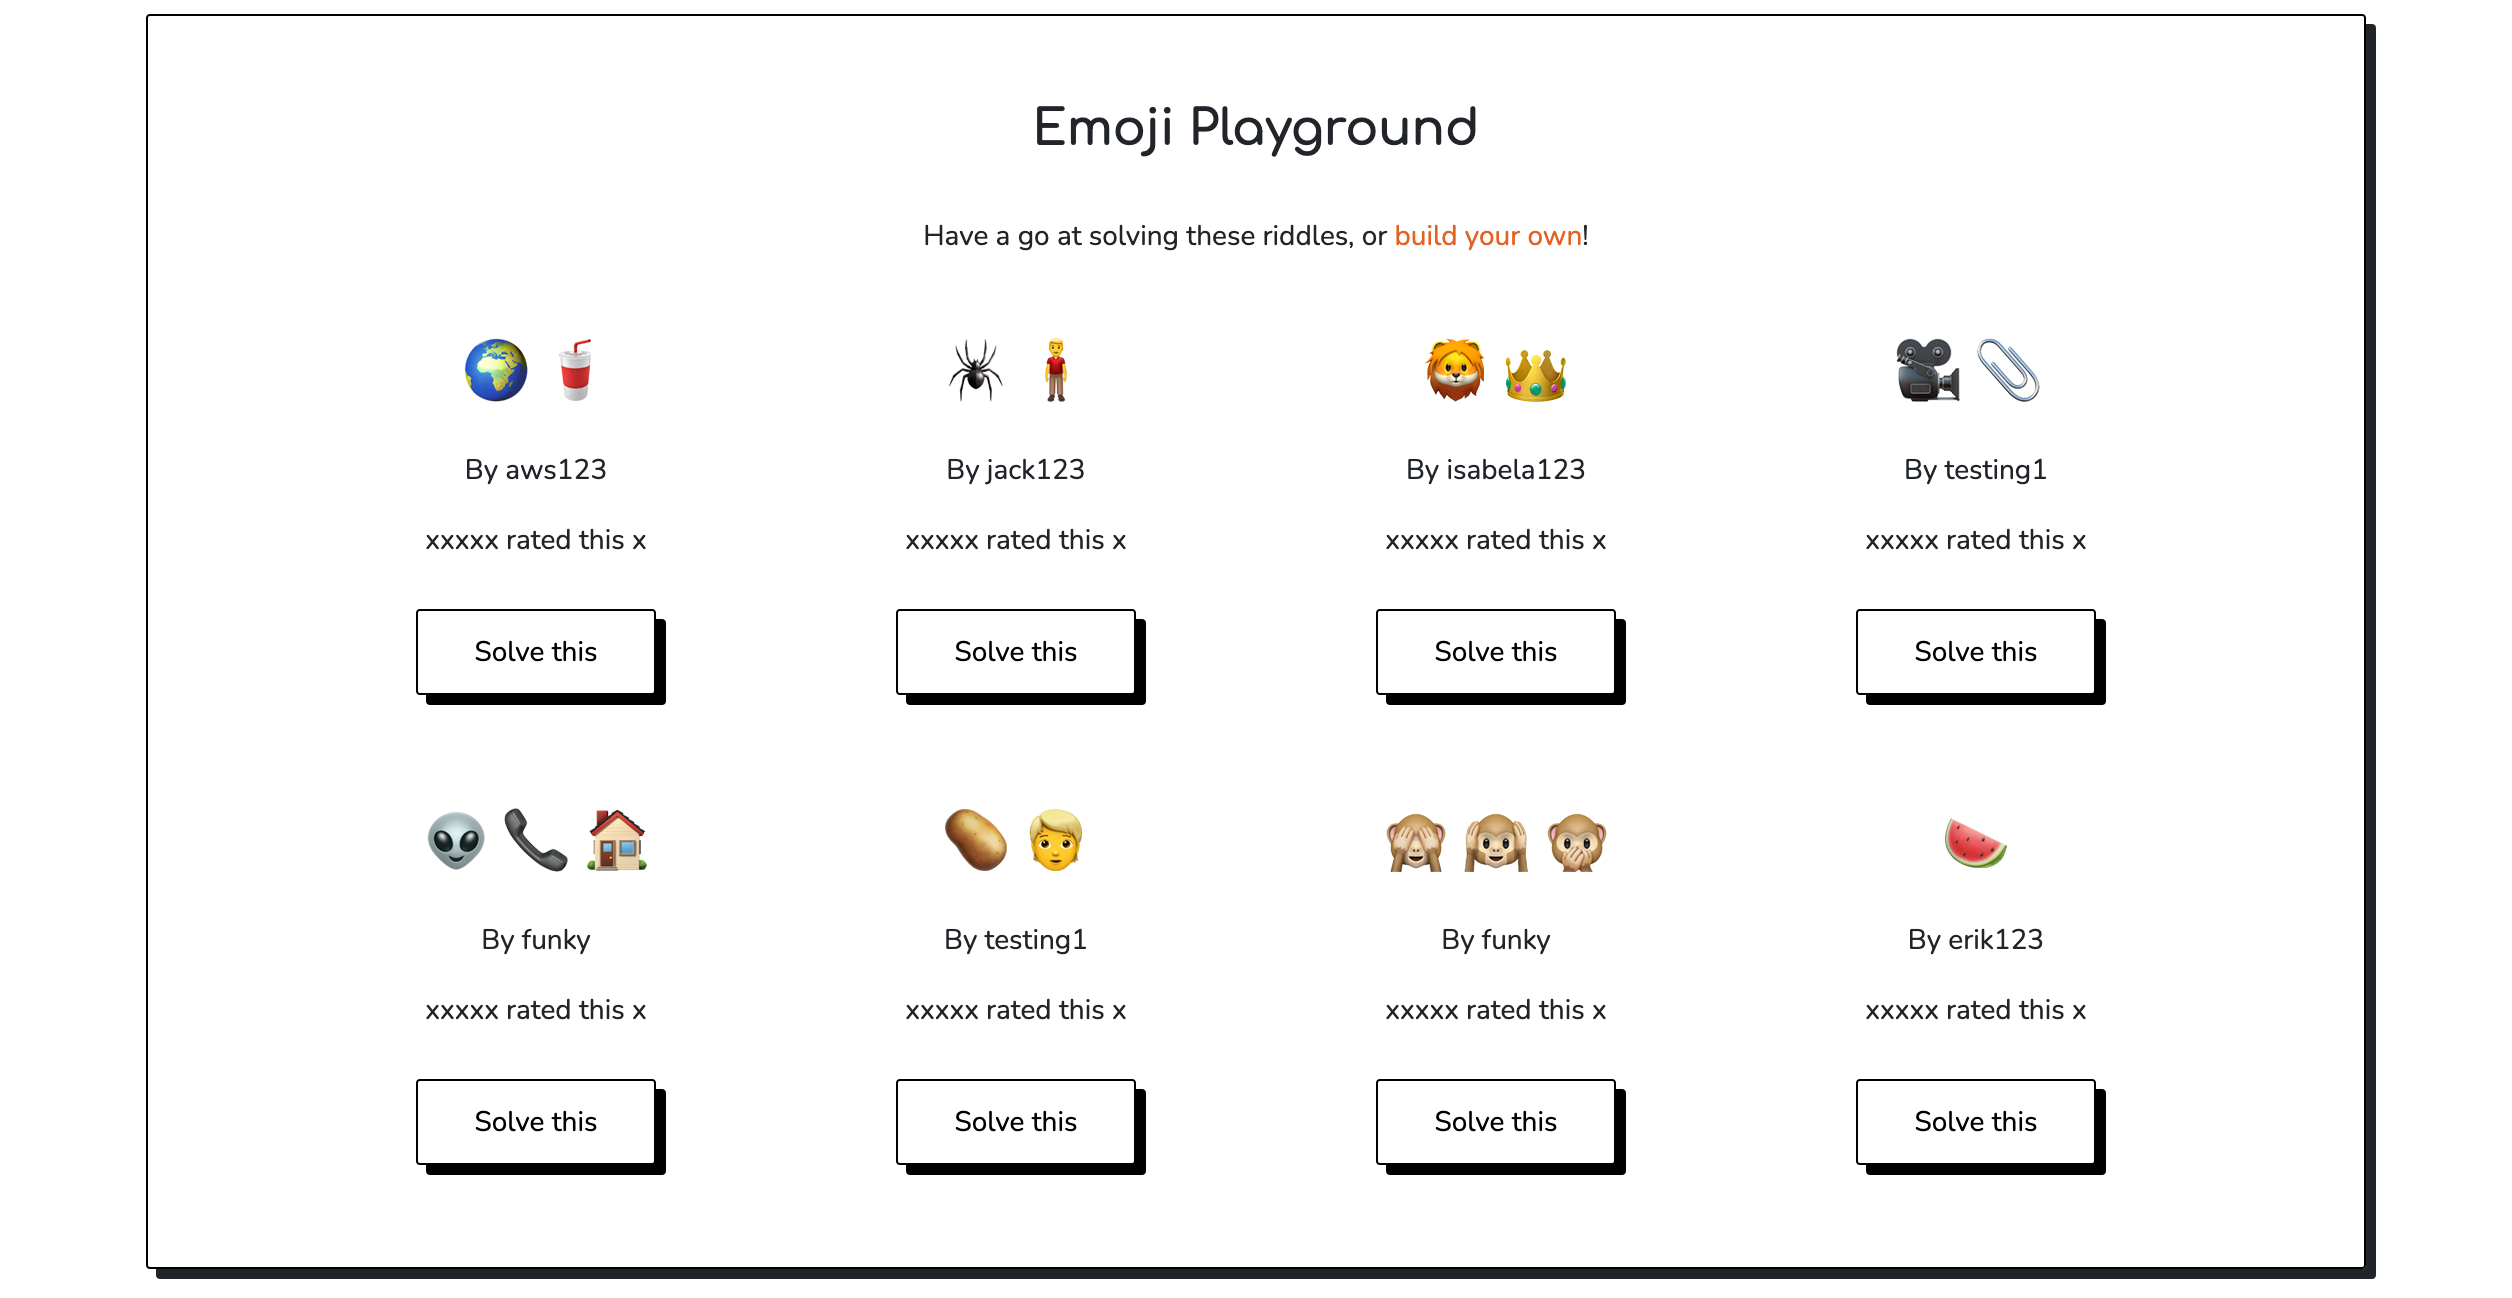 Emoji Playground
Have a go at solving these riddles, or build your own!
By aws123
xxxxx rated this x
Solve this
By jack123
xxxxx rated this x
Solve this
By isabela123
xxxxx rated this x
Solve this
By testing1
xxxxx rated this x
Solve this
By funky
xxxxx rated this x
Solve this
By testing1
xxxxx rated this x
Solve this
By funky
xxxxx rated this x
Solve this
By erik123
xxxxx rated this x
Solve this